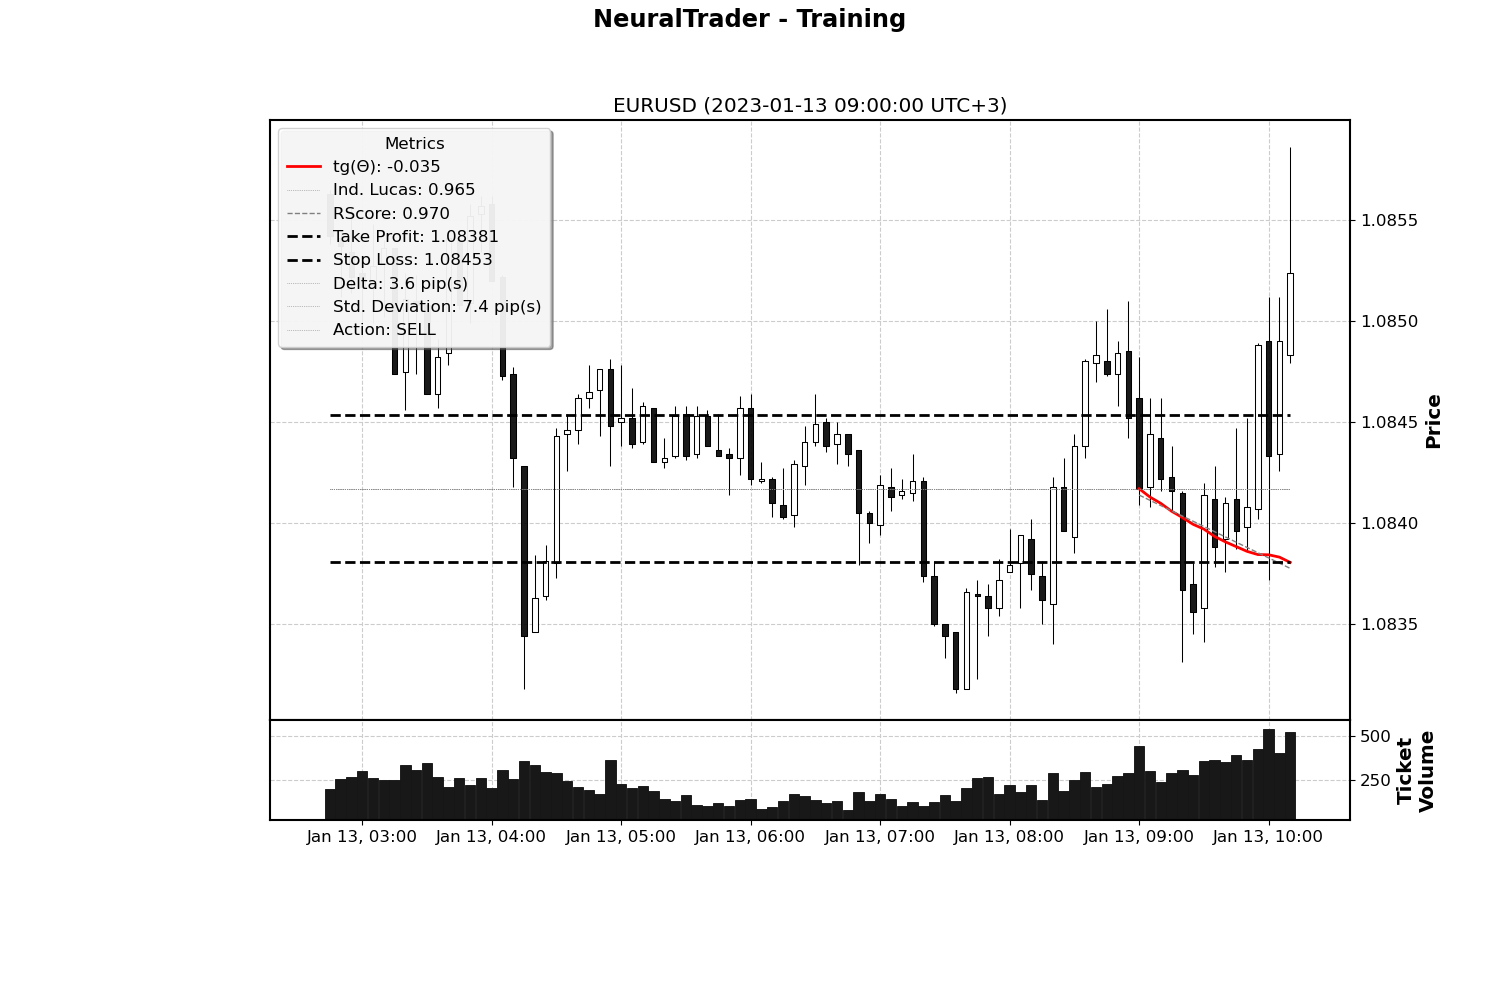 NeuralTrader - Training
EURUSD (2023-01-13 09:00:00 UTC+3)
Metrics
tg(Θ): -0.035
Ind. Lucas: 0.965
RScore: 0.970
Take Profit: 1.08381
Stop Loss: 1.08453
Delta: 3.6 pip(s)
Std. Deviation: 7.4 pip(s)
Action: SELL
1.0855
1.0850
1.0845
1.0840
1.0835
Price
500
250
Ticket
Volume
Jan 13, 03:00 Jan 13, 04:00 Jan 13, 05:00 Jan 13, 06:00 Jan 13, 07:00 Jan 13, 08:00 Jan 13, 09:00 Jan 13, 10:00